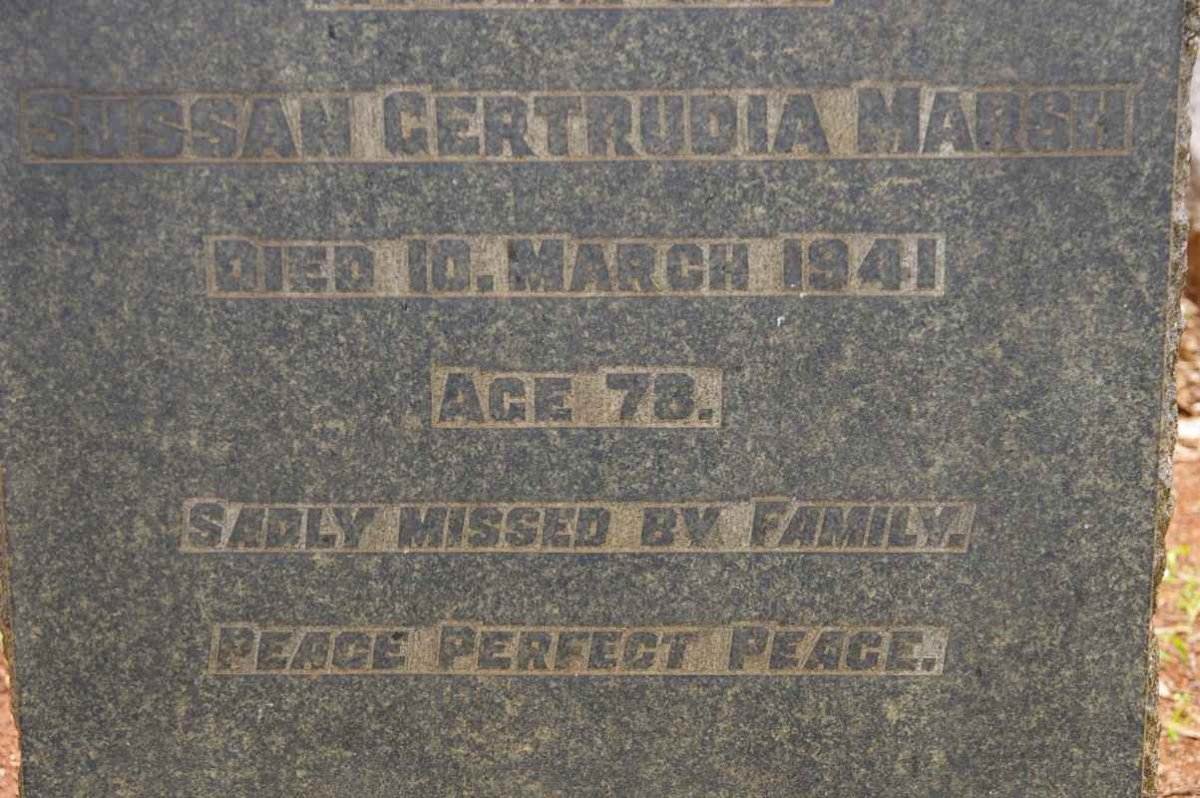 SUSSAN GERTRUDIA MARSH
DIED 10. MARCH 1941
AGE 78.
SADLY MISSED BY FAMILY.
PEACE PERFECT PEACE.